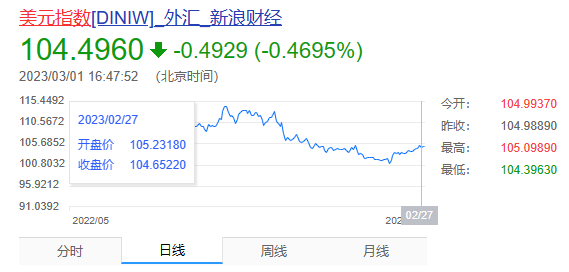 美元指数[DINIW]_外汇_新浪财经
104.4960 -0.4929 (-0.4695%)
2023/03/01 16:47:52 （北京时间）
115.4492
110.5672
105.6852
100.8032
95.9212
91.0392
2023/02/27
开盘价 105.23180
收盘价 104.65220
2022/05
202
02/27
今开: 104.99370
昨收: 104.98890
最高: 105.09890
最低: 104.39630
分时 日线 周线 月线